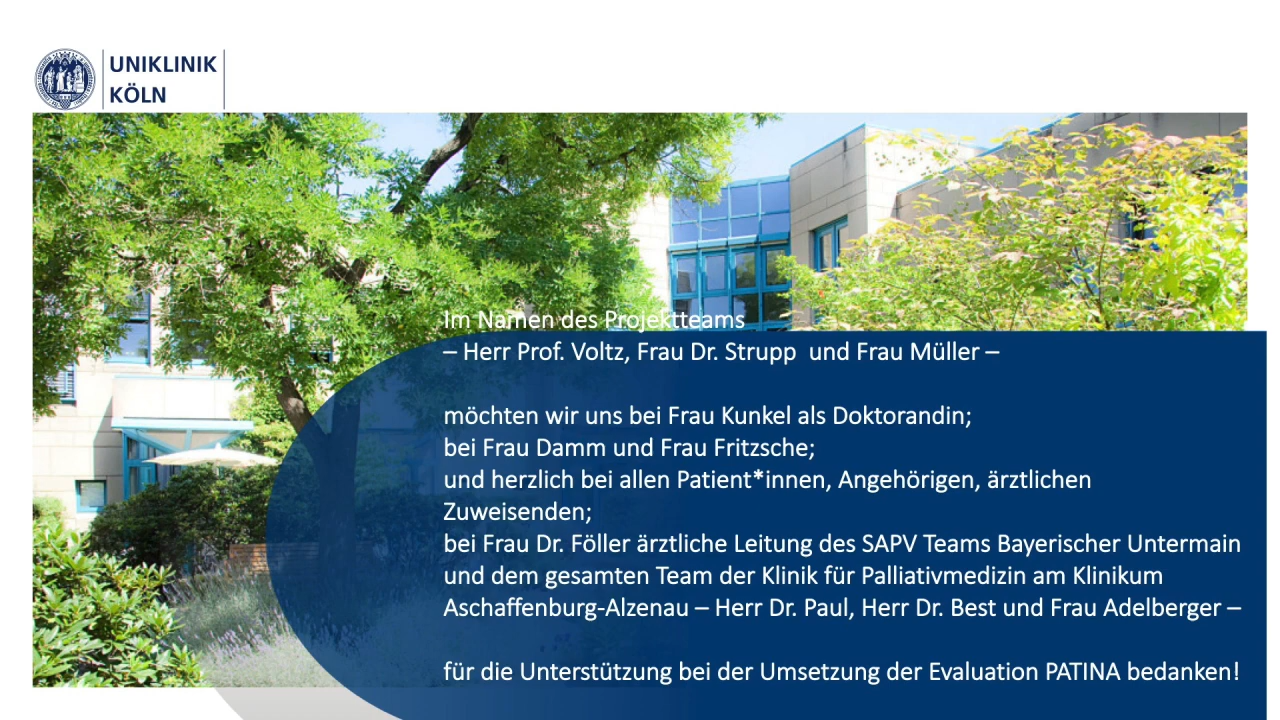 UNIKLINIK
KÖLN
Im Namen des Projektteams
– Herr Prof. Voltz, Frau Dr. Strupp und Frau Müller –
möchten wir uns bei Frau Kunkel als Doktorandin;
bei Frau Damm und Frau Fritzsche;
und herzlich bei allen Patient*innen, Angehörigen, ärztlichen
Zuweisenden;
bei Frau Dr. Föller ärztliche Leitung des SAPV Teams Bayerischer Untermain
und dem gesamten Team der Klinik für Palliativmedizin am Klinikum
Aschaffenburg-Alzenau – Herr Dr. Paul, Herr Dr. Best und Frau Adelberger –
für die Unterstützung bei der Umsetzung der Evaluation PATINA bedanken!